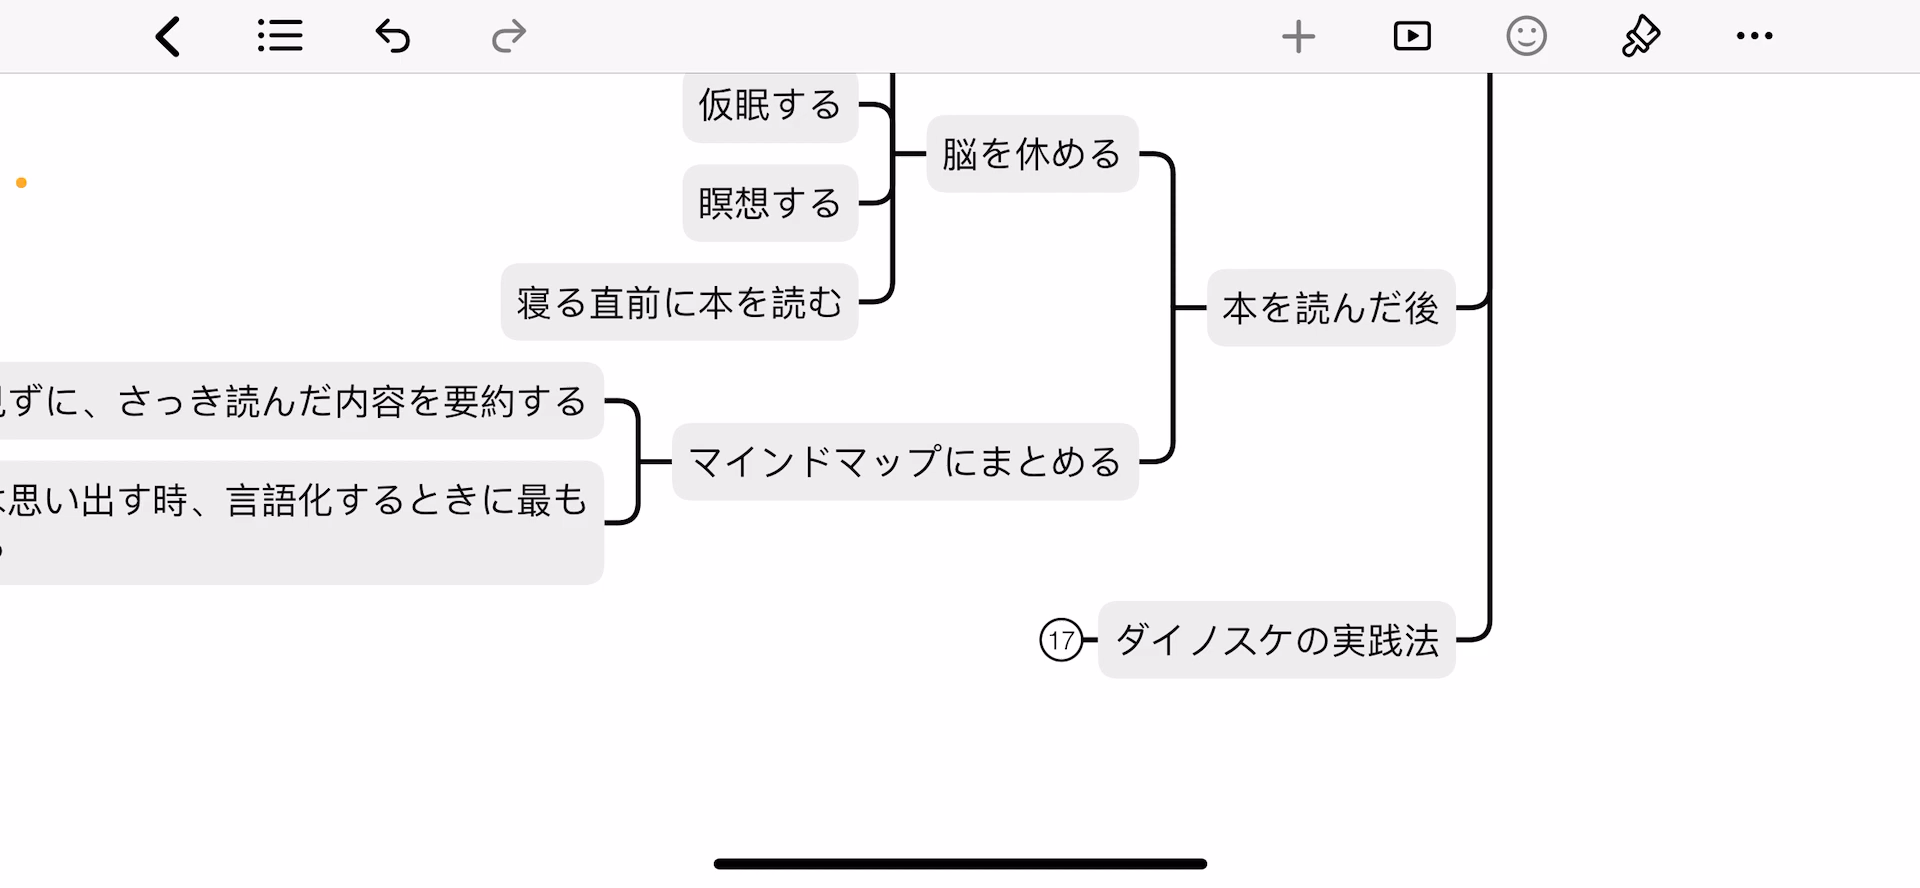 仮眠する
脳を休める
瞑想する
寝る直前に本を読む
本を読んだ後
ずに、さっき読んだ内容を要約する
マインドマップにまとめる
思い出す時、言語化するときに最も
17
ダイノスケの実践法